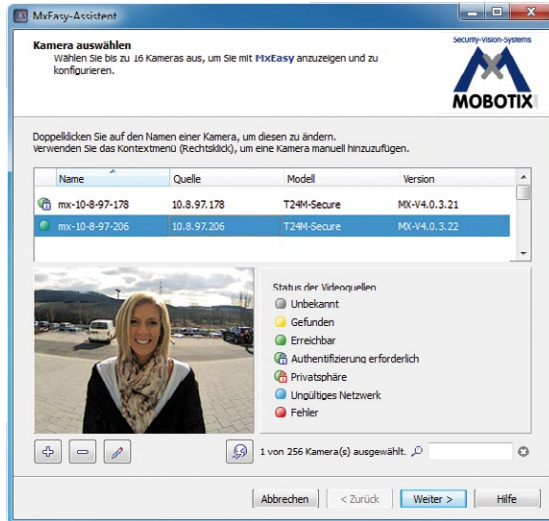 MxEasy-Assistent
Kamera auswählen
Wählen Sie bis zu 16 Kameras aus, um Sie mit MxEasy anzuzeigen und zu
konfigurieren.
Security-Vision-Systems
MOBOTIX
Doppelklicken Sie auf den Namen einer Kamera, um diesen zu ändern.
Verwenden Sie das Kontextmenü (Rechtsklick), um eine Kamera manuell hinzuzufügen.
Name Quelle Modell Version
mx-10-8-97-178 10.8.97.178 T24M-Secure MX-V4.0.3.21
mx-10-8-97-206 10.8.97.206 T24M-Secure MX-V4.0.3.22
Status der Videoquellen
Unbekannt
Gefunden
Erreichbar
Authentifizierung erforderlich
Privatsphäre
Ungültiges Netzwerk
Fehler
1 von 256 Kamera(s) ausgewählt.
Abbrechen < Zurück Weiter > Hilfe